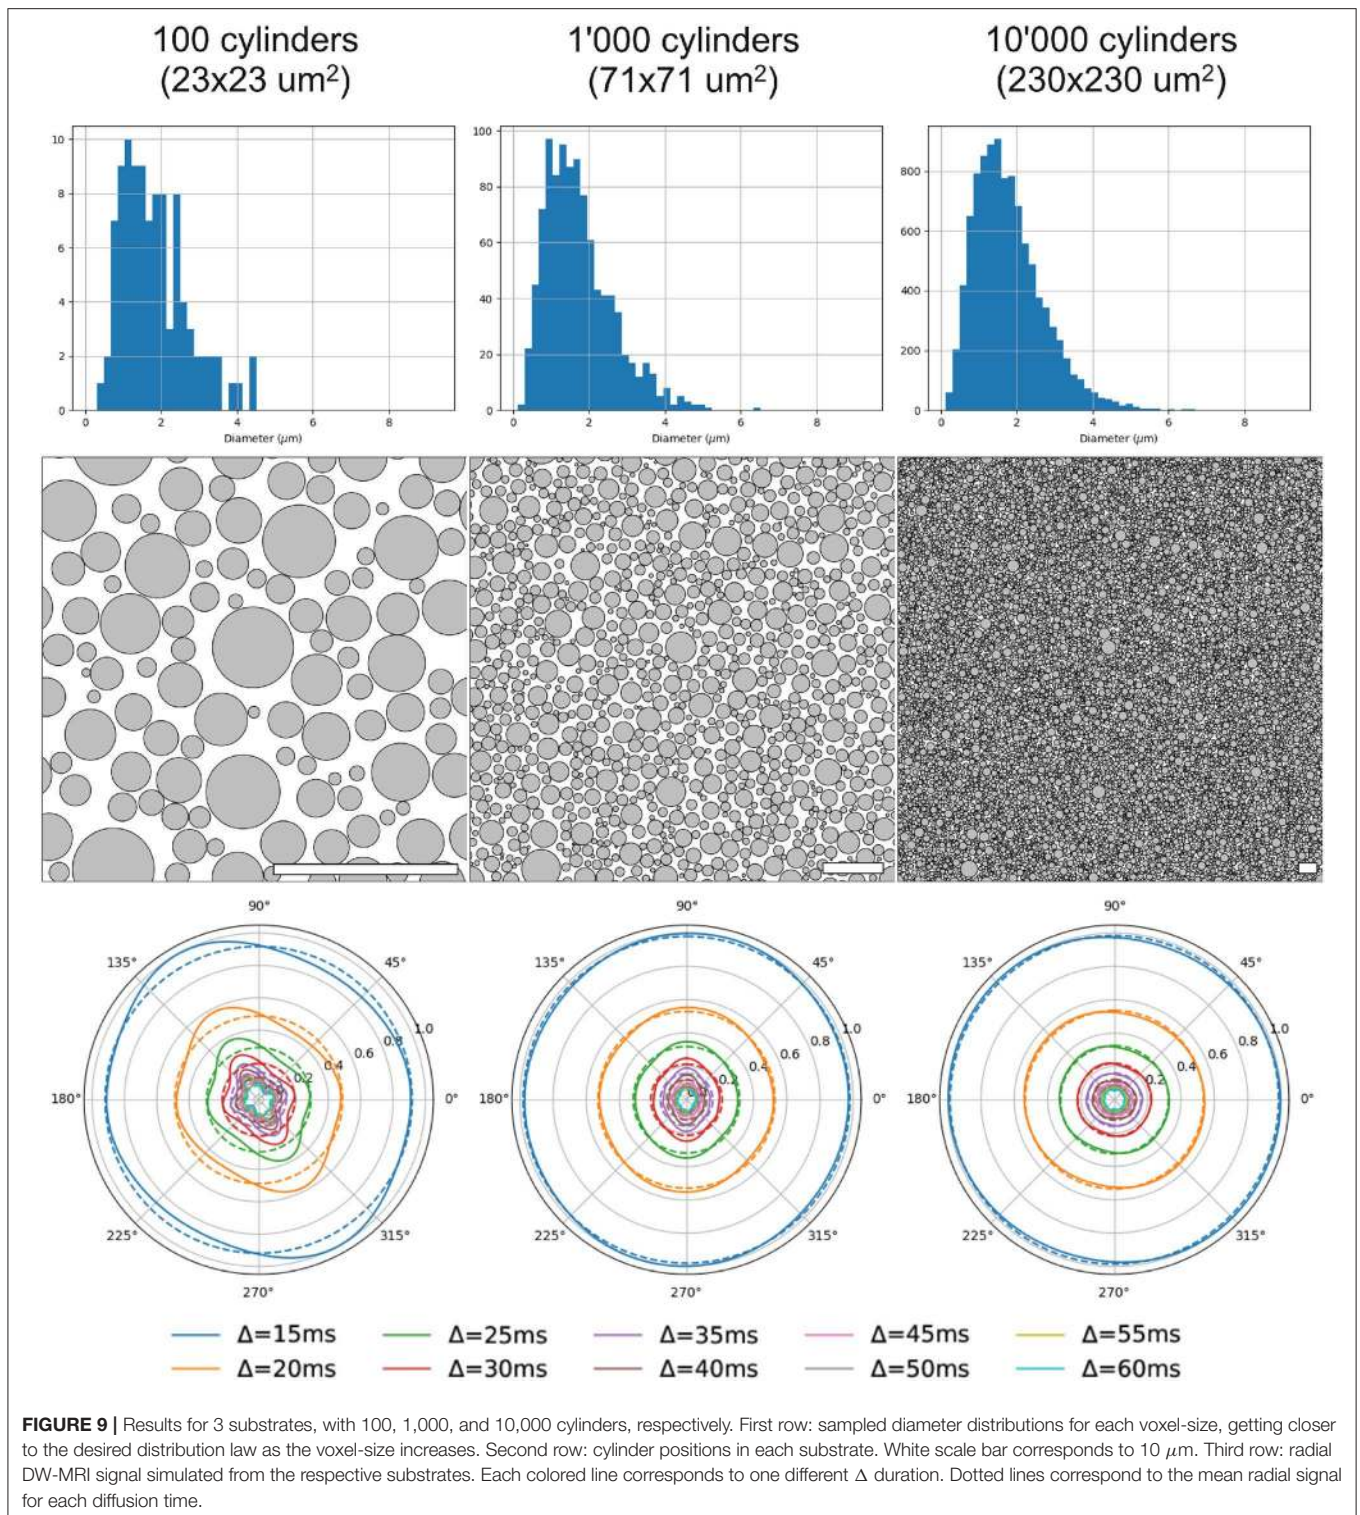 100 cylinders
(23x23 um²)
1'000 cylinders
(71x71 um²)
10'000 cylinders
(230x230 um²)
10
8
6
4
2
0
0 2 4 6 8
Diameter (μm)
100
80
60
40
20
0
0 2 4 6 8
Diameter (μm)
800
600
400
200
0
0 2 4 6 8
Diameter (μm)
90°
135° 45°
1.0
0.8
0.6
0.4
0.2
180° 0°
225° 315°
270°
90°
135° 45°
1.0
0.8
0.6
0.4
0.2
180° 0°
225° 315°
270°
90°
135° 45°
1.0
0.8
0.6
0.4
0.2
180° 0°
225° 315°
270°
Δ=15ms Δ=25ms Δ=35ms Δ=45ms Δ=55ms
Δ=20ms Δ=30ms Δ=40ms Δ=50ms Δ=60ms
FIGURE 9 | Results for 3 substrates, with 100, 1,000, and 10,000 cylinders, respectively. First row: sampled diameter distributions for each voxel-size, getting closer
to the desired distribution law as the voxel-size increases. Second row: cylinder positions in each substrate. White scale bar corresponds to 10 μm. Third row: radial
DW-MRI signal simulated from the respective substrates. Each colored line corresponds to one different Δ duration. Dotted lines correspond to the mean radial signal
for each diffusion time.